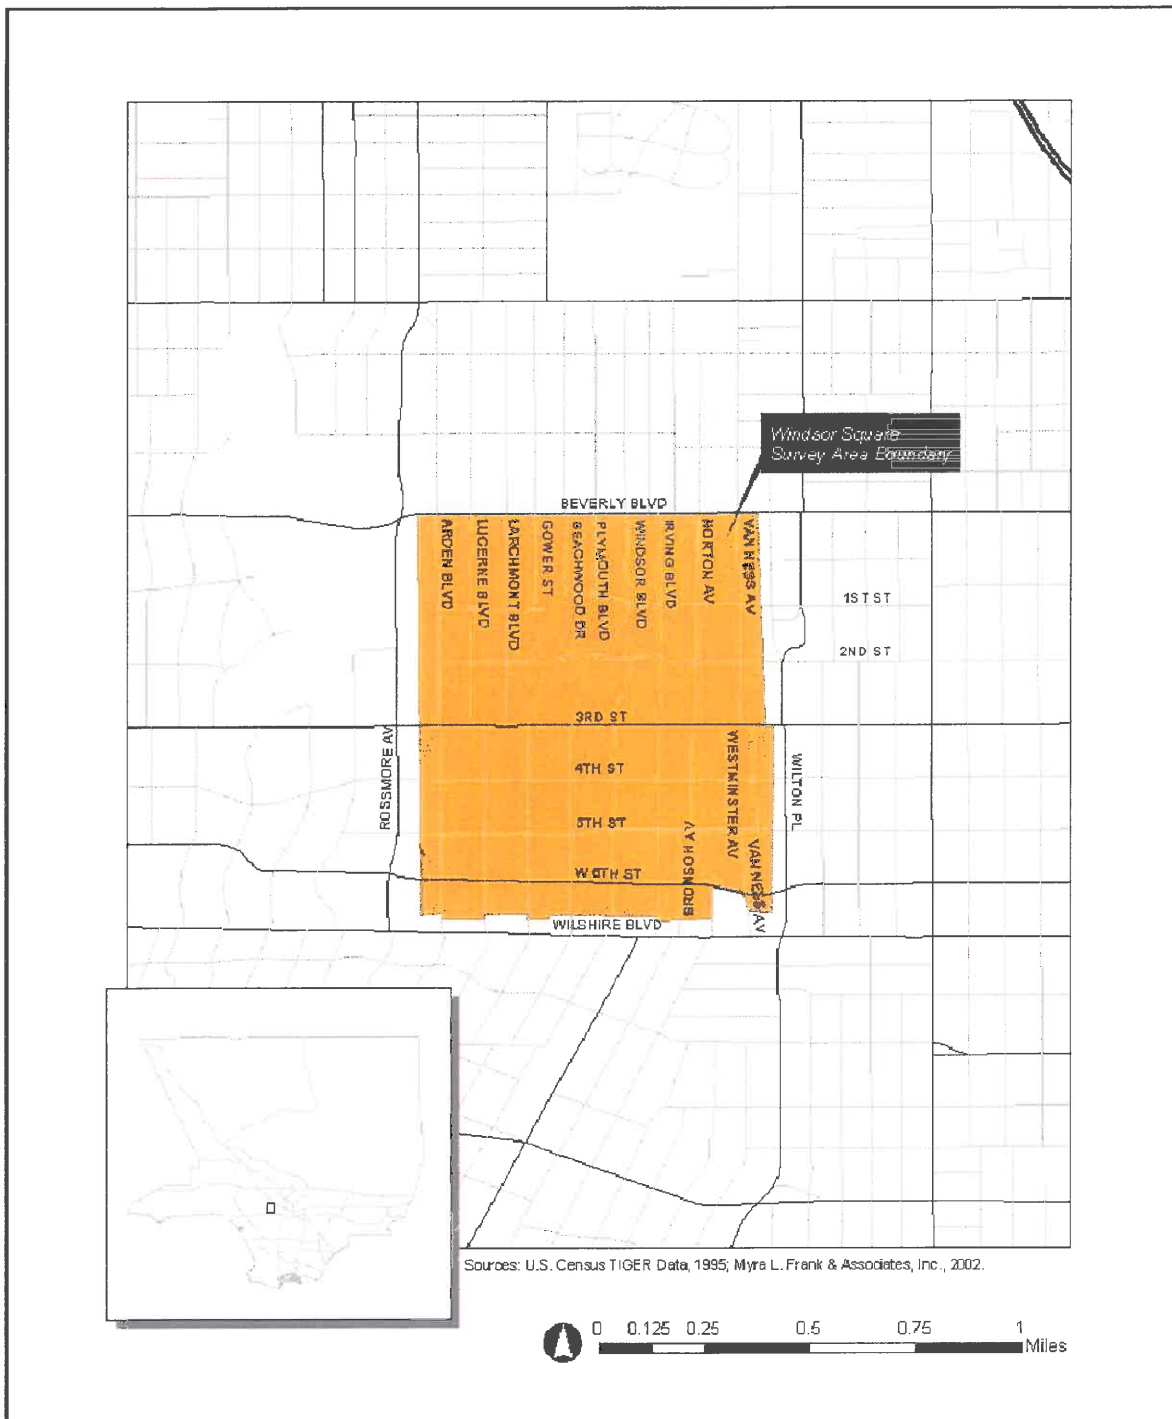 Windsor Square
Survey Area Boundary
BEVERLY BLVD
ARDEN BLVD
LUCERNE BLVD
LARCHMONT BLVD
GOWER ST
BEACHWOOD DR
PLYMOUTH BLVD
WINDSOR BLVD
IRVING BLVD
NORTON AV
VAN NESS AV
1ST ST
2ND ST
3RD ST
ROSSMORE AV
4TH ST
WESTMINSTER AV
WILTON PL
5TH ST
BRONSON AV
VAN NESS AV
W 6TH ST
WILSHIRE BLVD
Sources: U.S. Census TIGER Data, 1995; Myra L. Frank & Associates, Inc., 2002.
0 0.125 0.25 0.5 0.75 1
Miles